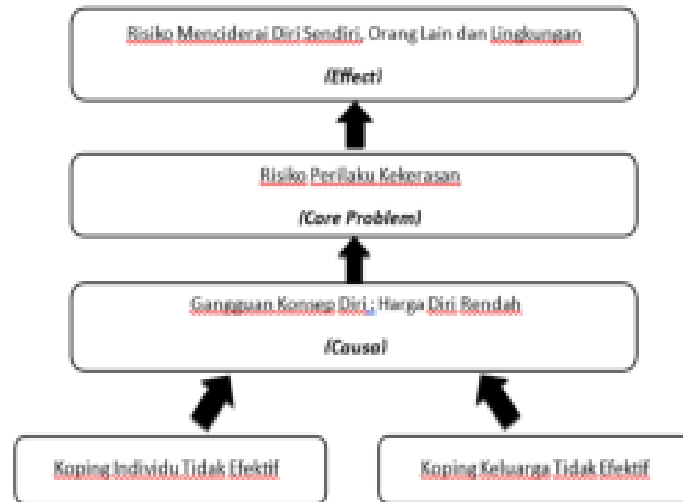 Risiko Menciderai Diri Sendiri, Orang Lain dan Lingkungan
(Effect)
Risiko Perilaku Kekerasan
(Core Problem)
Gangguan Konsep Diri ; Harga Diri Rendah
(Causa)
Koping Individu Tidak Efektif
Koping Keluarga Tidak Efektif